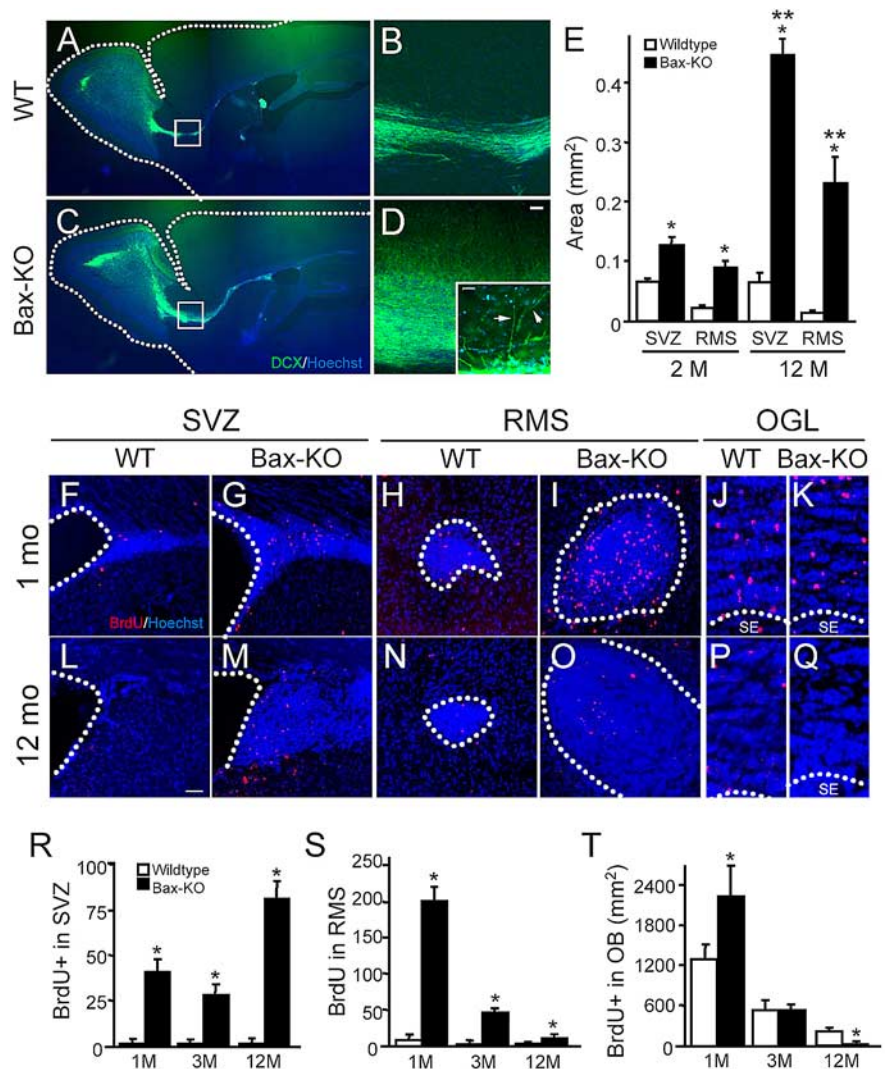 A
B
WT
C
D
Bax-KO
DCX/Hoechst
E
Wildtype
Bax-KO
** ** 
* * * *
Area (mm²)
0.4
0.3
0.2
0.1
0
SVZ RMS SVZ RMS
2 M 12 M
SVZ RMS OGL
WT Bax-KO WT Bax-KO WT Bax-KO
1 mo
F G H I J K
BrdU/Hoechst
SE SE
12 mo
L M N O P Q
SE SE
R
Wildtype
Bax-KO
BrdU+ in SVZ
100
75
50
25
0
* * *
1M 3M 12M
S
BrdU in RMS
250
200
150
100
50
0
* * *
1M 3M 12M
T
BrdU+ in OB (mm²)
2400
1800
1200
600
0
* *
1M 3M 12M